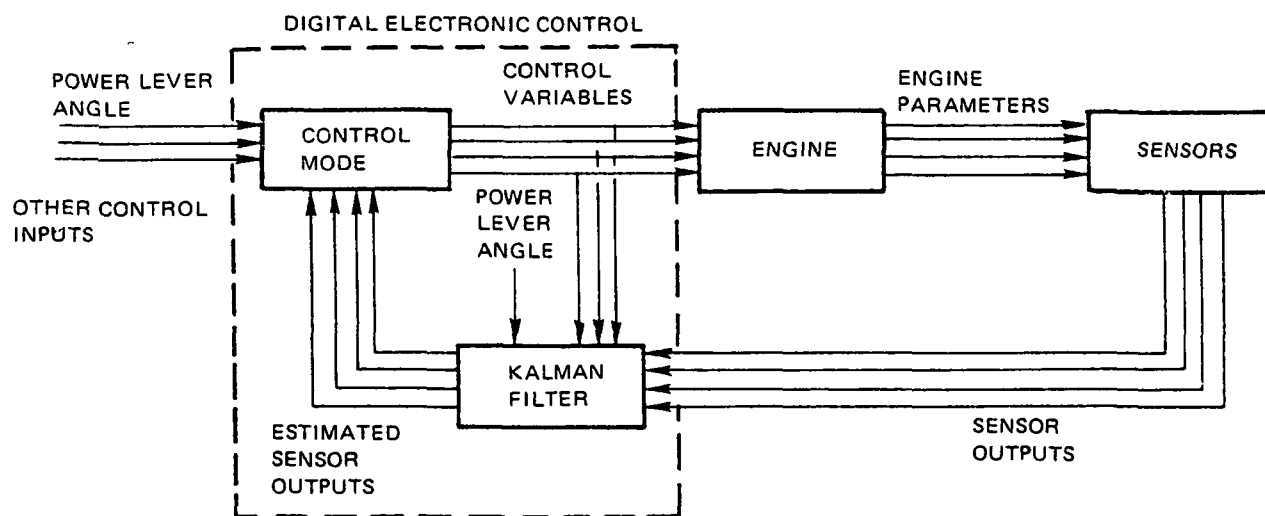 DIGITAL ELECTRONIC CONTROL
POWER LEVER
ANGLE
CONTROL
VARIABLES
ENGINE
PARAMETERS
CONTROL
MODE
ENGINE
SENSORS
OTHER CONTROL
INPUTS
POWER
LEVER
ANGLE
KALMAN
FILTER
ESTIMATED
SENSOR
OUTPUTS
SENSOR
OUTPUTS